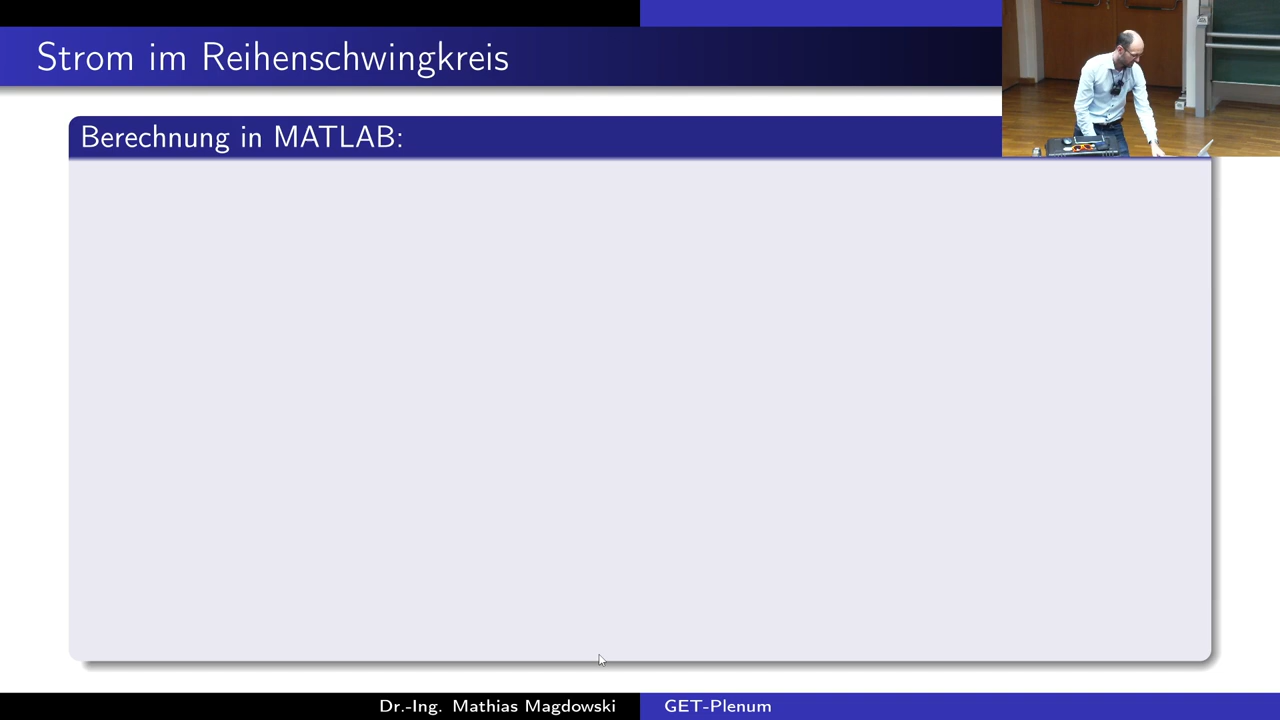 Strom im Reihenschwingkreis
Berechnung in MATLAB:
Dr.-Ing. Mathias Magdowski
GET-Plenum